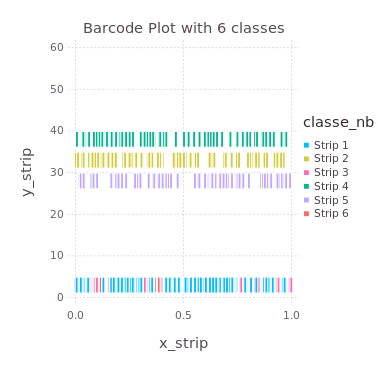 Barcode Plot with 6 classes
y_strip
60
50
40
30
20
10
0
0.0
0.5
1.0
x_strip
classe_nb
Strip 1
Strip 2
Strip 3
Strip 4
Strip 5
Strip 6